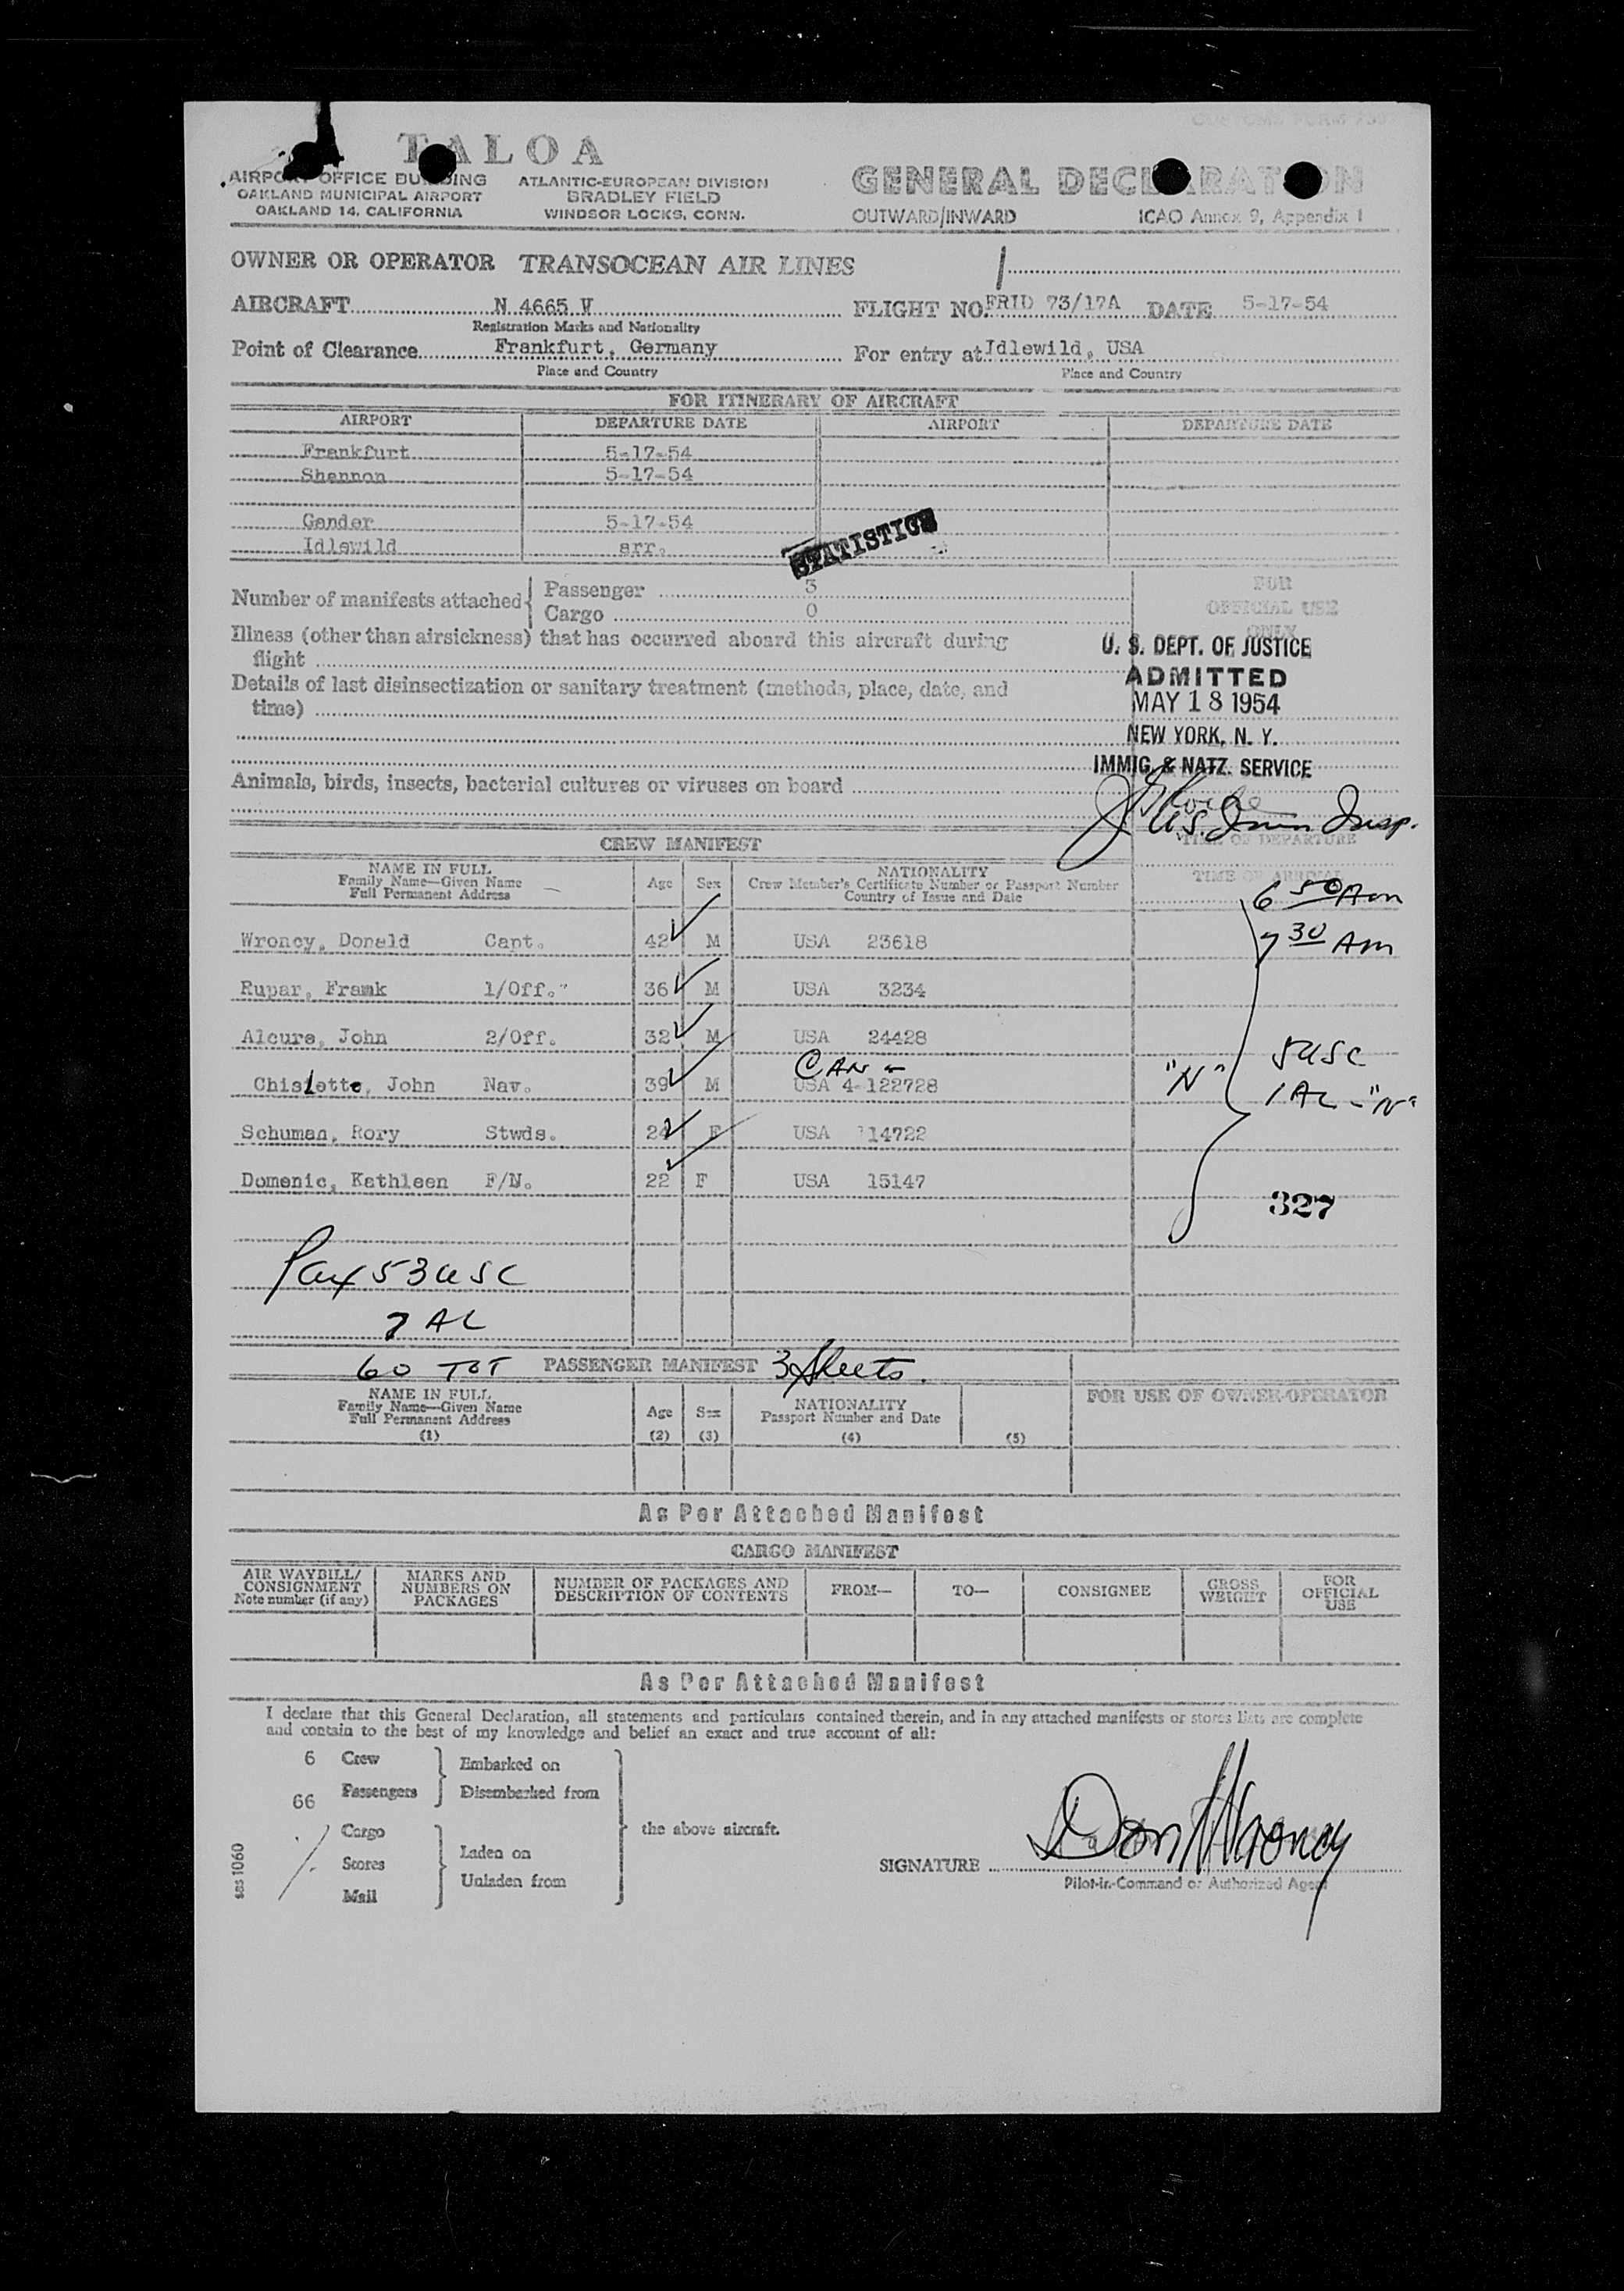 TALOA
AIRPORT OFFICE BUILDING
OAKLAND MUNICIPAL AIRPORT
OAKLAND 14, CALIFORNIA
ATLANTIC-EUROPEAN DIVISION
BRADLEY FIELD
WINDSOR LOCKS, CONN.
GENERAL DECLARATION
OUTWARD/INWARD ICAO Annex 9, Appendix 1
OWNER OR OPERATOR TRANSOCEAN AIR LINES
AIRCRAFT N 4665 V FLIGHT NO. FRID 73/17A DATE 5-17-54
Registration Marks and Nationality
Point of Clearance Frankfurt, Germany For entry at Idlewild, USA
Place and Country Place and Country
FOR ITINERARY OF AIRCRAFT
AIRPORT DEPARTURE DATE AIRPORT DEPARTURE DATE
Frankfurt 5-17-54
Shannon 5-17-54
Gander 5-17-54
Idlewild arr.
STATISTICS
Number of manifests attached { Passenger 3
Cargo 0
FOR
OFFICIAL USE
ONLY
Illness (other than airsickness) that has occurred aboard this aircraft during
flight
Details of last disinsectization or sanitary treatment (methods, place, date, and
time)
U. S. DEPT. OF JUSTICE
ADMITTED
MAY 18 1954
NEW YORK, N. Y.
IMMIG. & NATZ. SERVICE
Animals, birds, insects, bacterial cultures or viruses on board
US Imm Insp.
CREW MANIFEST
TIME OF DEPARTURE
NAME IN FULL
Family Name—Given Name
Full Permanent Address
Age Sex
NATIONALITY
Crew Member's Certificate Number or Passport Number
Country of Issue and Date
TIME OF ARRIVAL
6 50 Am
7 30 Am
Wroncy, Donald Capt. 42 M USA 23618
Rupar, Framk 1/Off." 36 M USA 3234
Alcure, John 2/Off. 32 M USA 24428
CAN
Chislette, John Nav. 39 M USA 4-122728 "N"
5 USC
1 AL - "N"
Schuman, Rory Stwds. 24 F USA 14722
Domenic, Kathleen F/N. 22 F USA 15147
327
Pax 53 USC
7 AL
60 TOT PASSENGER MANIFEST 3 Sheets.
NAME IN FULL
Family Name—Given Name
Full Permanent Address
(1)
Age
(2)
Sex
(3)
NATIONALITY
Passport Number and Date
(4)
(5)
FOR USE OF OWNER-OPERATOR
As Per Attached Manifest
CARGO MANIFEST
AIR WAYBILL/
CONSIGNMENT
Note number (if any)
MARKS AND
NUMBERS ON
PACKAGES
NUMBER OF PACKAGES AND
DESCRIPTION OF CONTENTS
FROM— TO— CONSIGNEE
GROSS
WEIGHT
FOR
OFFICIAL
USE
As Per Attached Manifest
I declare that this General Declaration, all statements and particulars contained therein, and in any attached manifests or stores lists are complete
and contain to the best of my knowledge and belief an exact and true account of all:
6 Crew
66 Passengers
Embarked on
Disembarked from
Cargo
Stores
Mail
Laden on
Unladen from
the above aircraft.
SIGNATURE Don Wroncy
Pilot-in-Command or Authorized Agent
sas 1060